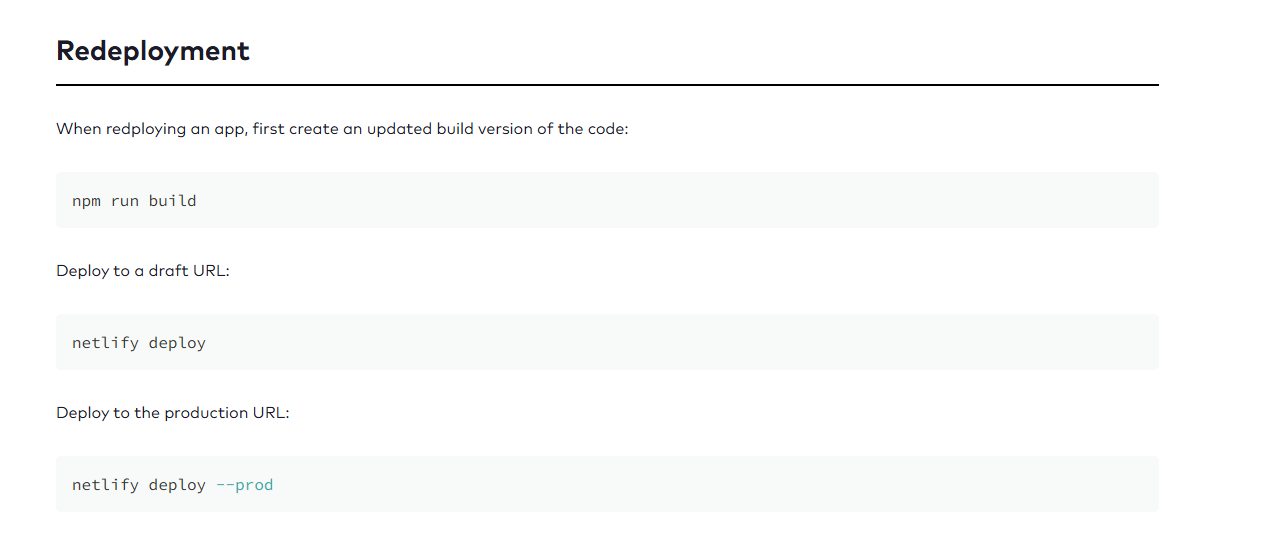 Redeployment
When redploying an app, first create an updated build version of the code:
npm run build
Deploy to a draft URL:
netlify deploy
Deploy to the production URL:
netlify deploy --prod